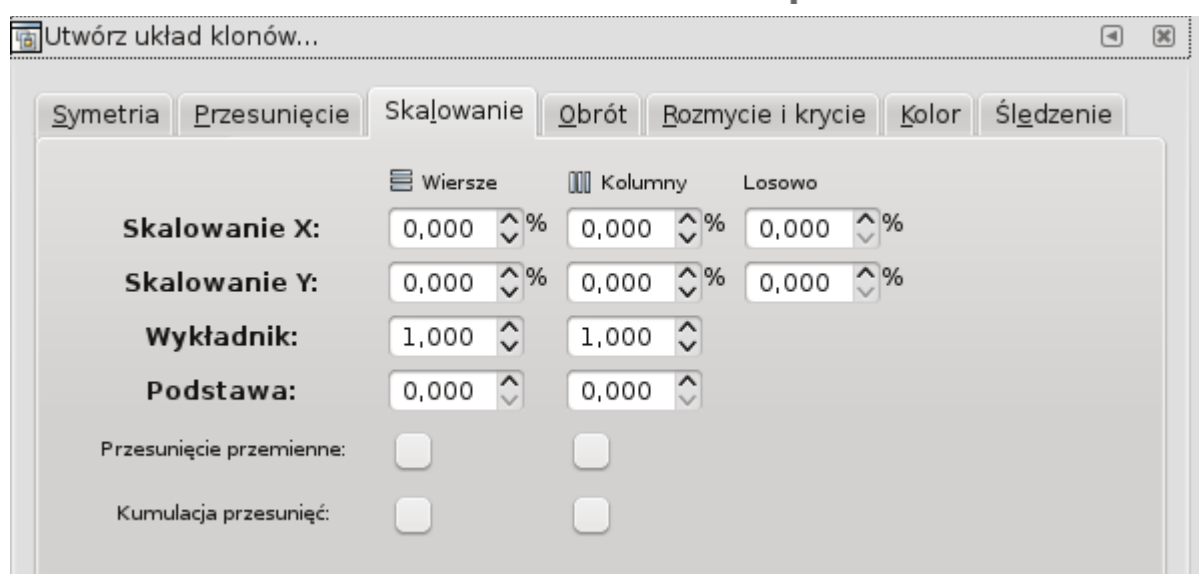 Utwórz układ klonów...
Symetria Przesunięcie Skalowanie Obrót Rozmycie i krycie Kolor Śledzenie
Wiersze Kolumny Losowo
Skalowanie X: 0,000 % 0,000 % 0,000 %
Skalowanie Y: 0,000 % 0,000 % 0,000 %
Wykładnik: 1,000 1,000
Podstawa: 0,000 0,000
Przesunięcie przemienne:
Kumulacja przesunięć: